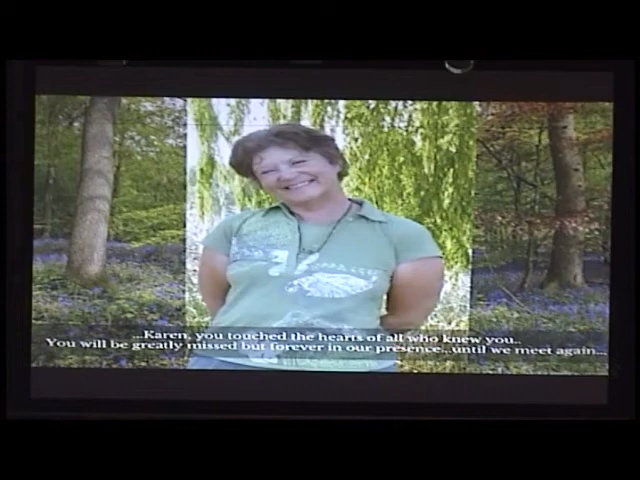 ...Karen, you touched the hearts of all who knew you..
You will be greatly missed but forever in our presence...until we meet again...